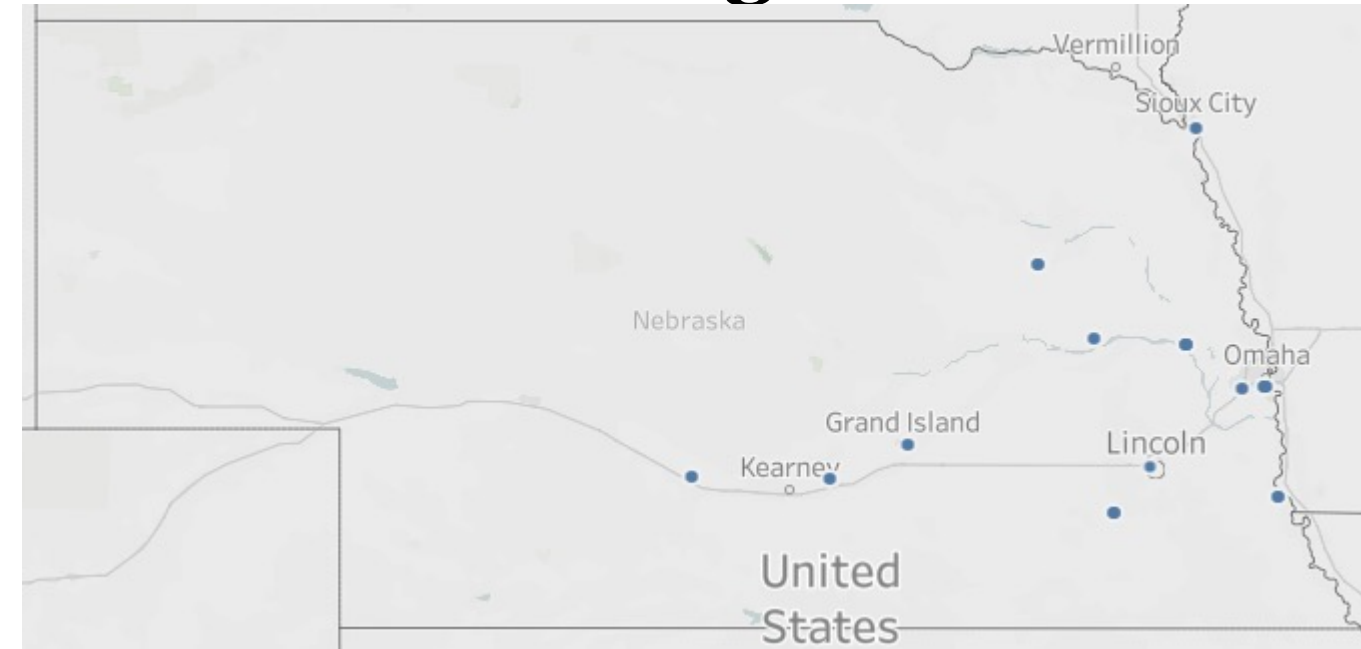 Vermillion
Sioux City
Nebraska
Omaha
Grand Island
Lincoln
Kearney
United
States